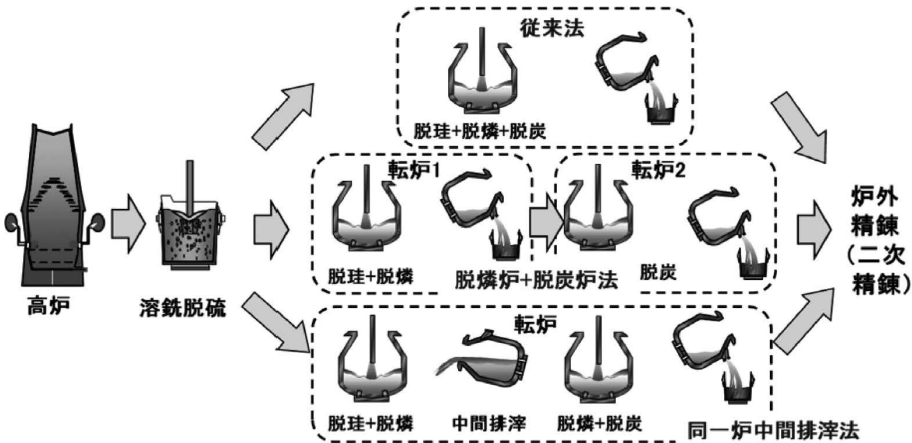 従来法
脱珪+脱燐+脱炭
高炉
溶銑脱硫
転炉1
脱珪+脱燐
転炉2
脱炭
脱燐炉+脱炭炉法
転炉
脱珪+脱燐
中間排滓
脱燐+脱炭
同一炉中間排滓法
炉外
精錬
(二次
精錬)